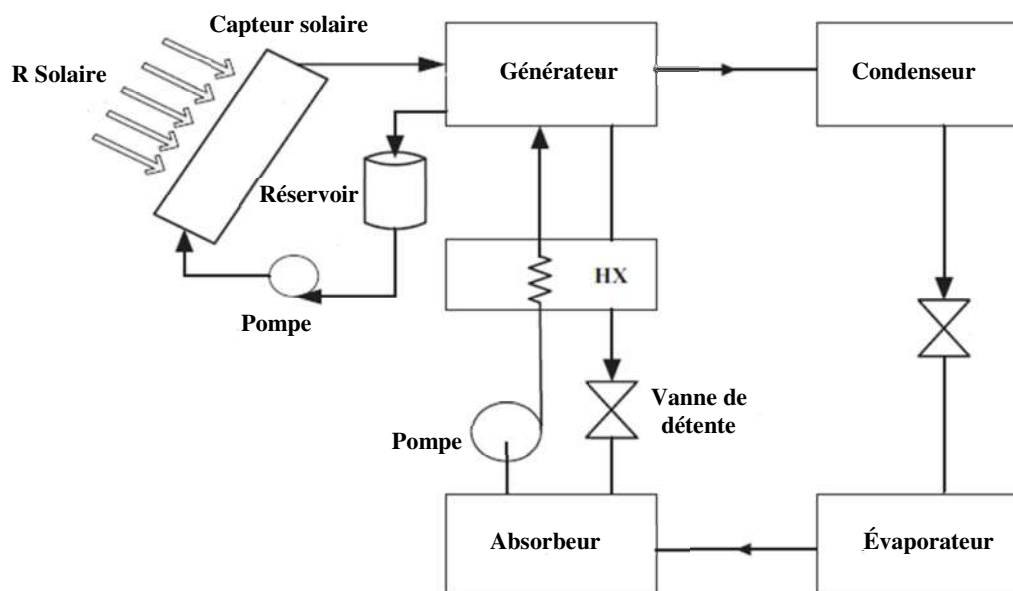 Capteur solaire
R Solaire
Générateur
Condenseur
Réservoir
HX
Pompe
Vanne de
détente
Pompe
Absorbeur
Évaporateur